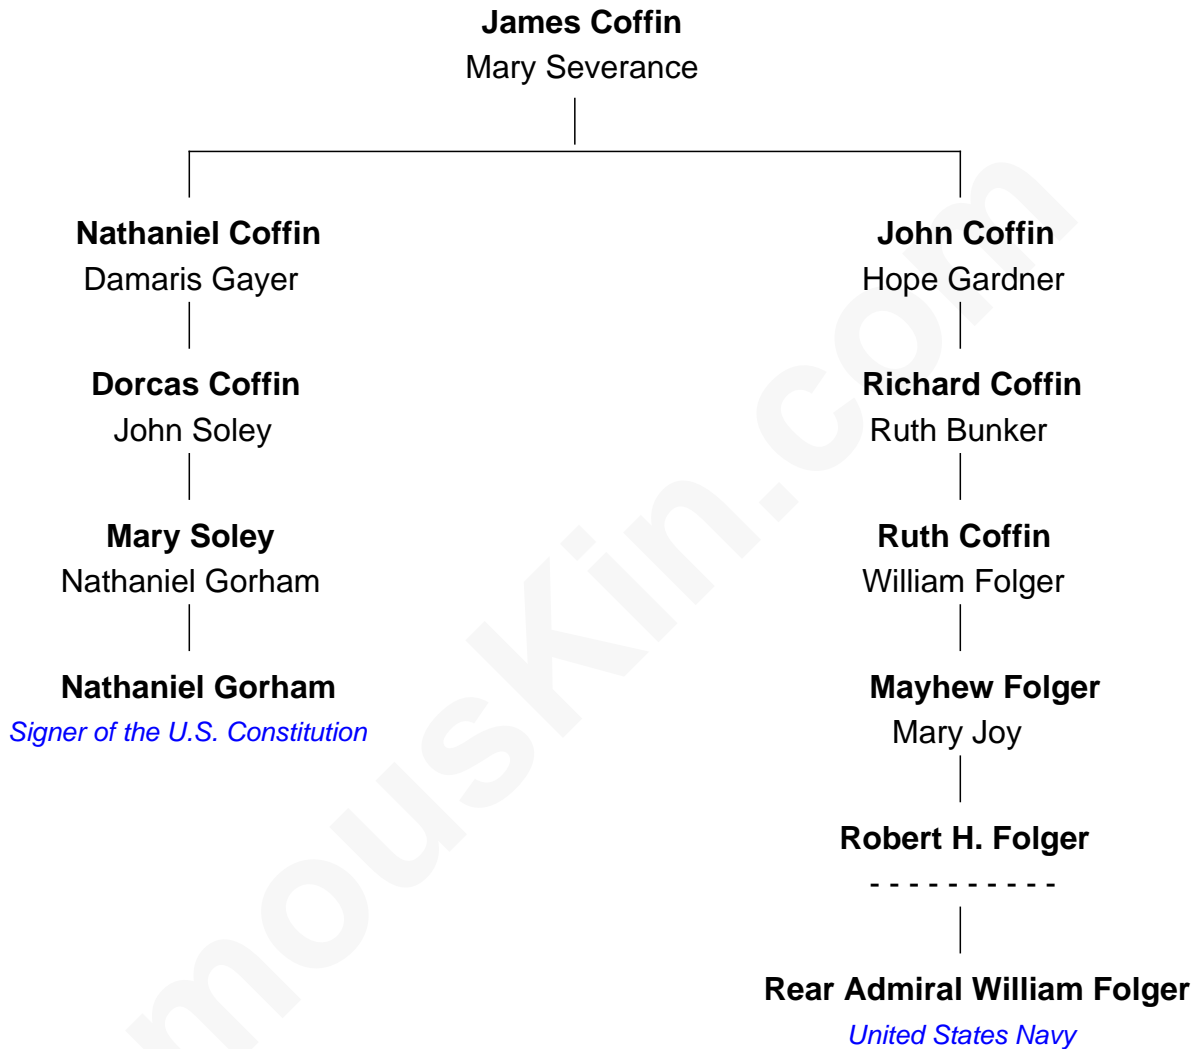 James Coffin
Mary Severance
Nathaniel Coffin
Damaris Gayer
John Coffin
Hope Gardner
Dorcas Coffin
John Soley
Richard Coffin
Ruth Bunker
Mary Soley
Nathaniel Gorham
Ruth Coffin
William Folger
Nathaniel Gorham
Signer of the U.S. Constitution
Mayhew Folger
Mary Joy
Robert H. Folger
- - - - - - - - - -
Rear Admiral William Folger
United States Navy
mouskin.com